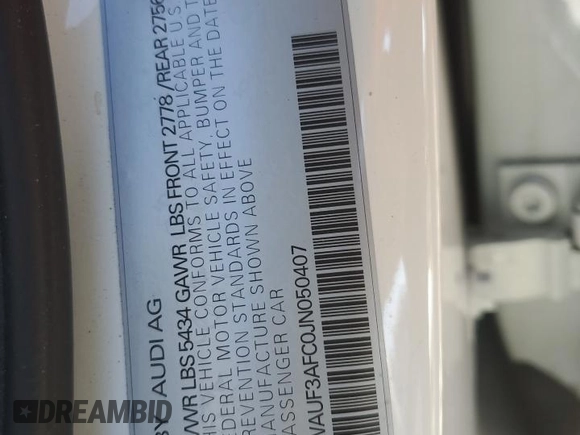 BY AUDI AG
GVWR LBS 5434 GAWR LBS FRONT 2778 /REAR 2756
THIS VEHICLE CONFORMS TO ALL APPLICABLE U S
FEDERAL MOTOR VEHICLE SAFETY, BUMPER AND T
PREVENTION STANDARDS IN EFFECT ON THE DATE
MANUFACTURE SHOWN ABOVE
PASSENGER CAR
WAUF3AFC0JN050407
DREAMBID